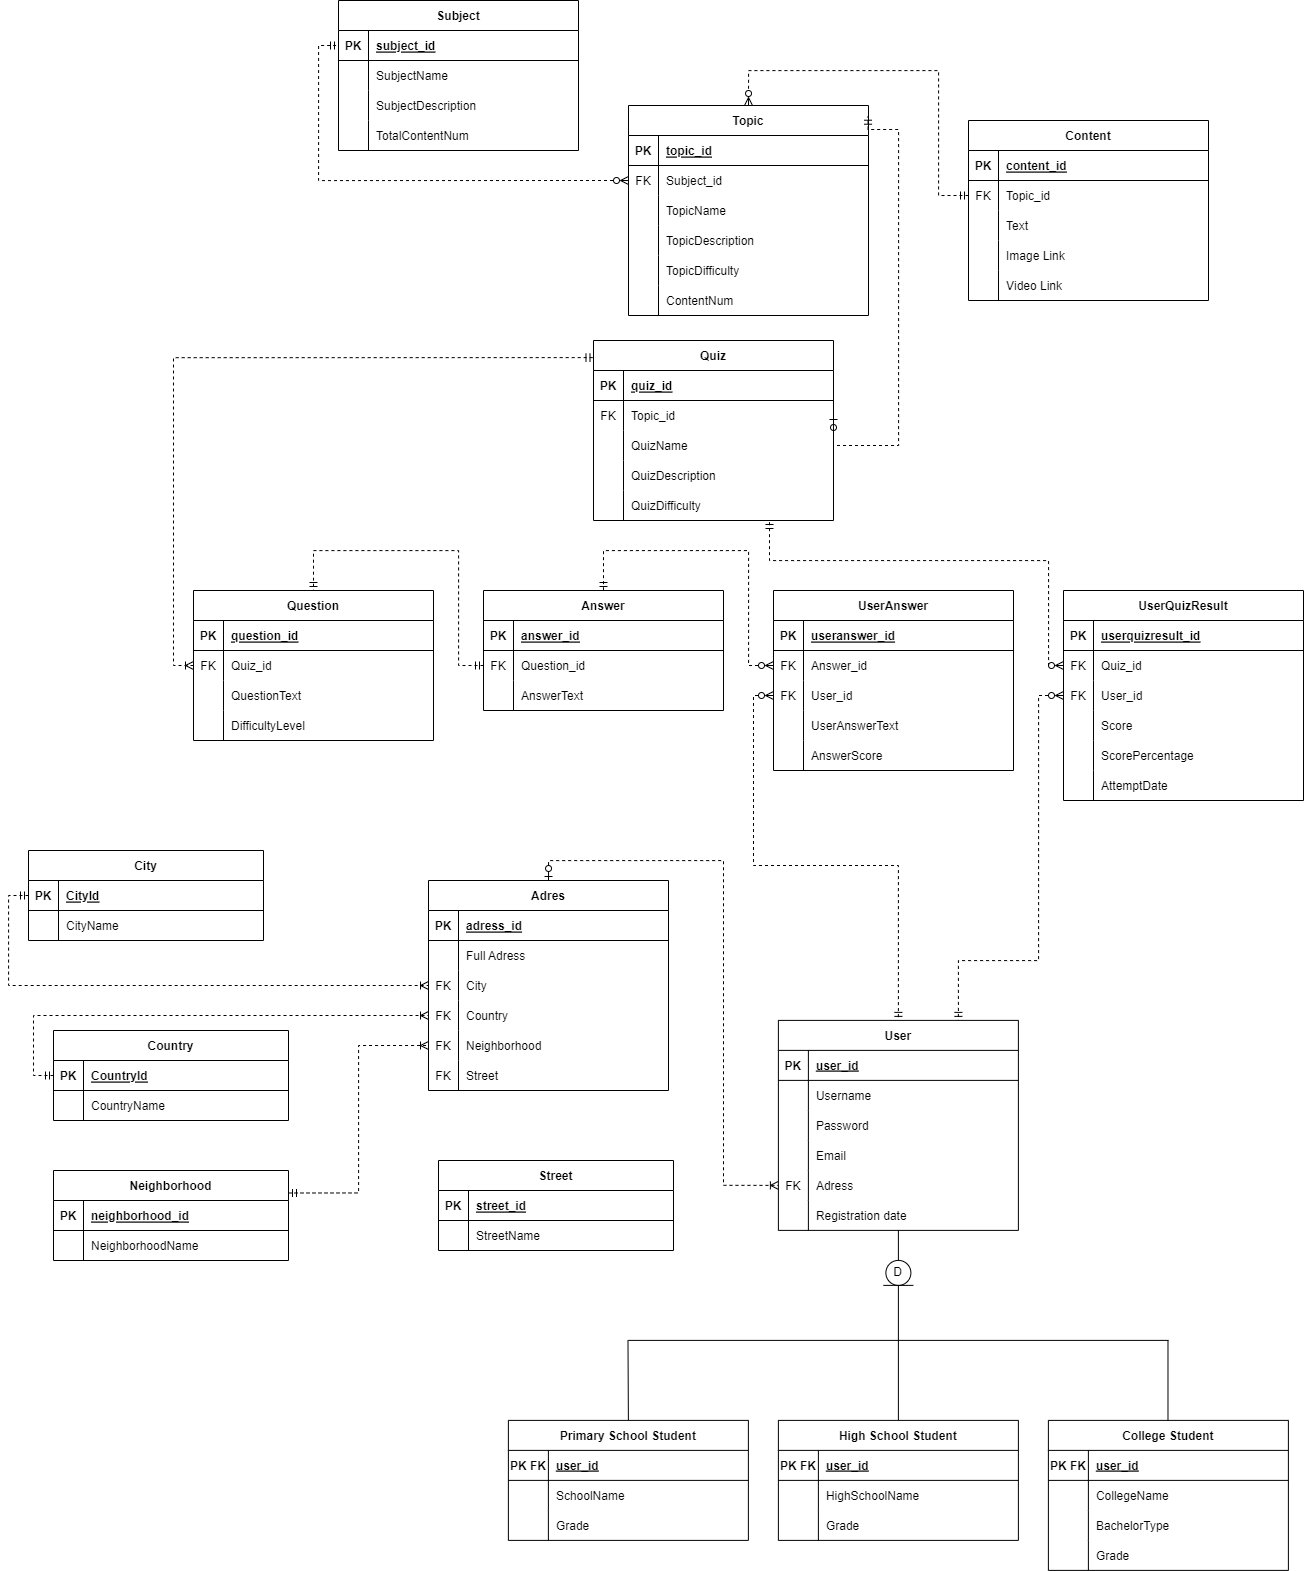 Subject
PK subject_id
SubjectName
SubjectDescription
TotalContentNum
Topic
PK topic_id
FK Subject_id
TopicName
TopicDescription
TopicDifficulty
ContentNum
Content
PK content_id
FK Topic_id
Text
Image Link
Video Link
Quiz
PK quiz_id
FK Topic_id
QuizName
QuizDescription
QuizDifficulty
Question
PK question_id
FK Quiz_id
QuestionText
DifficultyLevel
Answer
PK answer_id
FK Question_id
AnswerText
UserAnswer
PK useranswer_id
FK Answer_id
FK User_id
UserAnswerText
AnswerScore
UserQuizResult
PK userquizresult_id
FK Quiz_id
FK User_id
Score
ScorePercentage
AttemptDate
City
PK CityId
CityName
Adres
PK adress_id
Full Adress
FK City
FK Country
FK Neighborhood
FK Street
Country
PK CountryId
CountryName
Neighborhood
PK neighborhood_id
NeighborhoodName
Street
PK street_id
StreetName
User
PK user_id
Username
Password
Email
FK Adress
Registration date
D
Primary School Student
PK FK user_id
SchoolName
Grade
High School Student
PK FK user_id
HighSchoolName
Grade
College Student
PK FK user_id
CollegeName
BachelorType
Grade